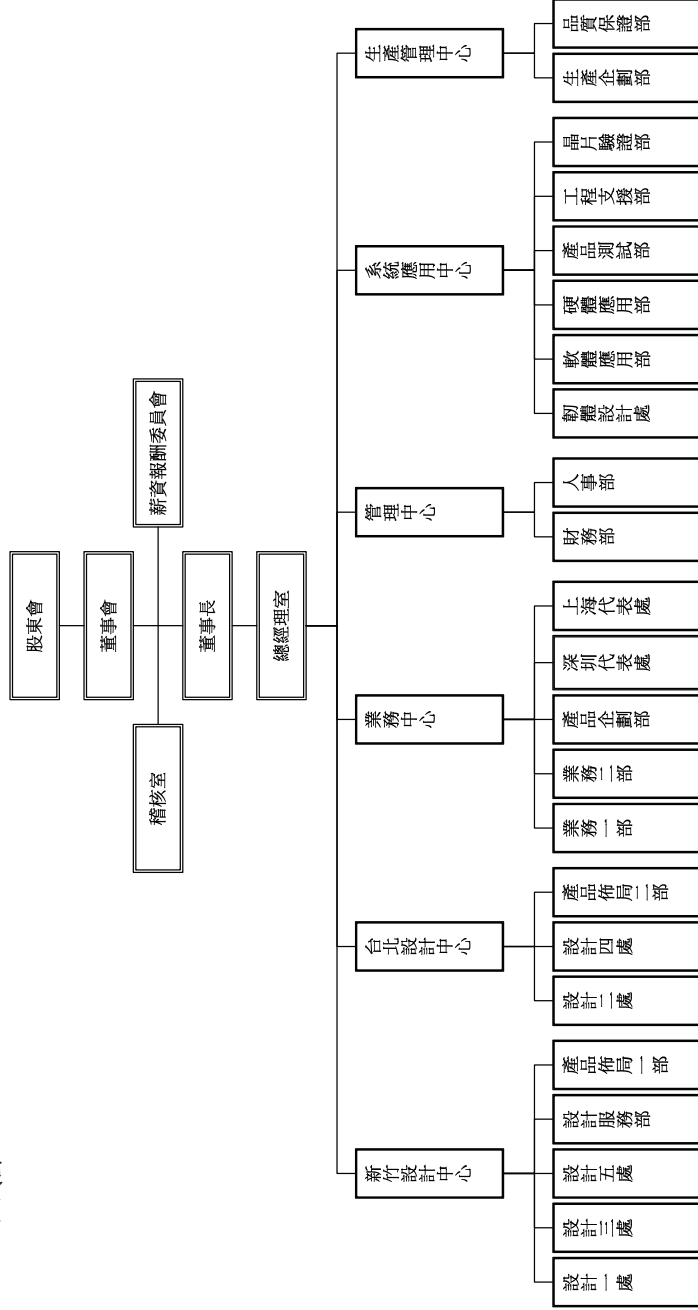 股東會
董事會
稽核室
薪資報酬委員會
董事長
總經理室
新竹設計中心
台北設計中心
業務中心
管理中心
系統應用中心
生產管理中心
設計一處
設計三處
設計五處
設計服務部
產品佈局一部
設計二處
設計四處
產品佈局二部
業務一部
業務二部
產品企劃部
深圳代表處
上海代表處
財務部
人事部
韌體設計處
軟體應用部
硬體應用部
產品測試部
工程支援部
晶片驗證部
生產企劃部
品質保證部